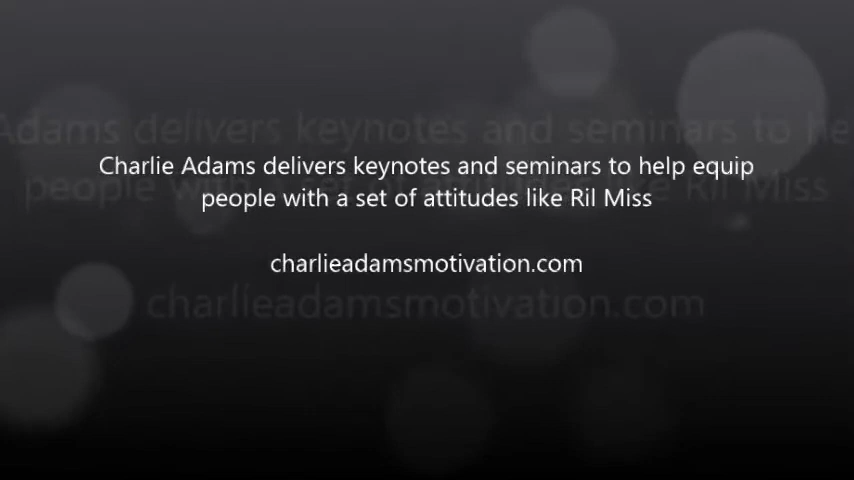 Charlie Adams delivers keynotes and seminars to help equip
people with a set of attitudes like Ril Miss
charlieadamsmotivation.com